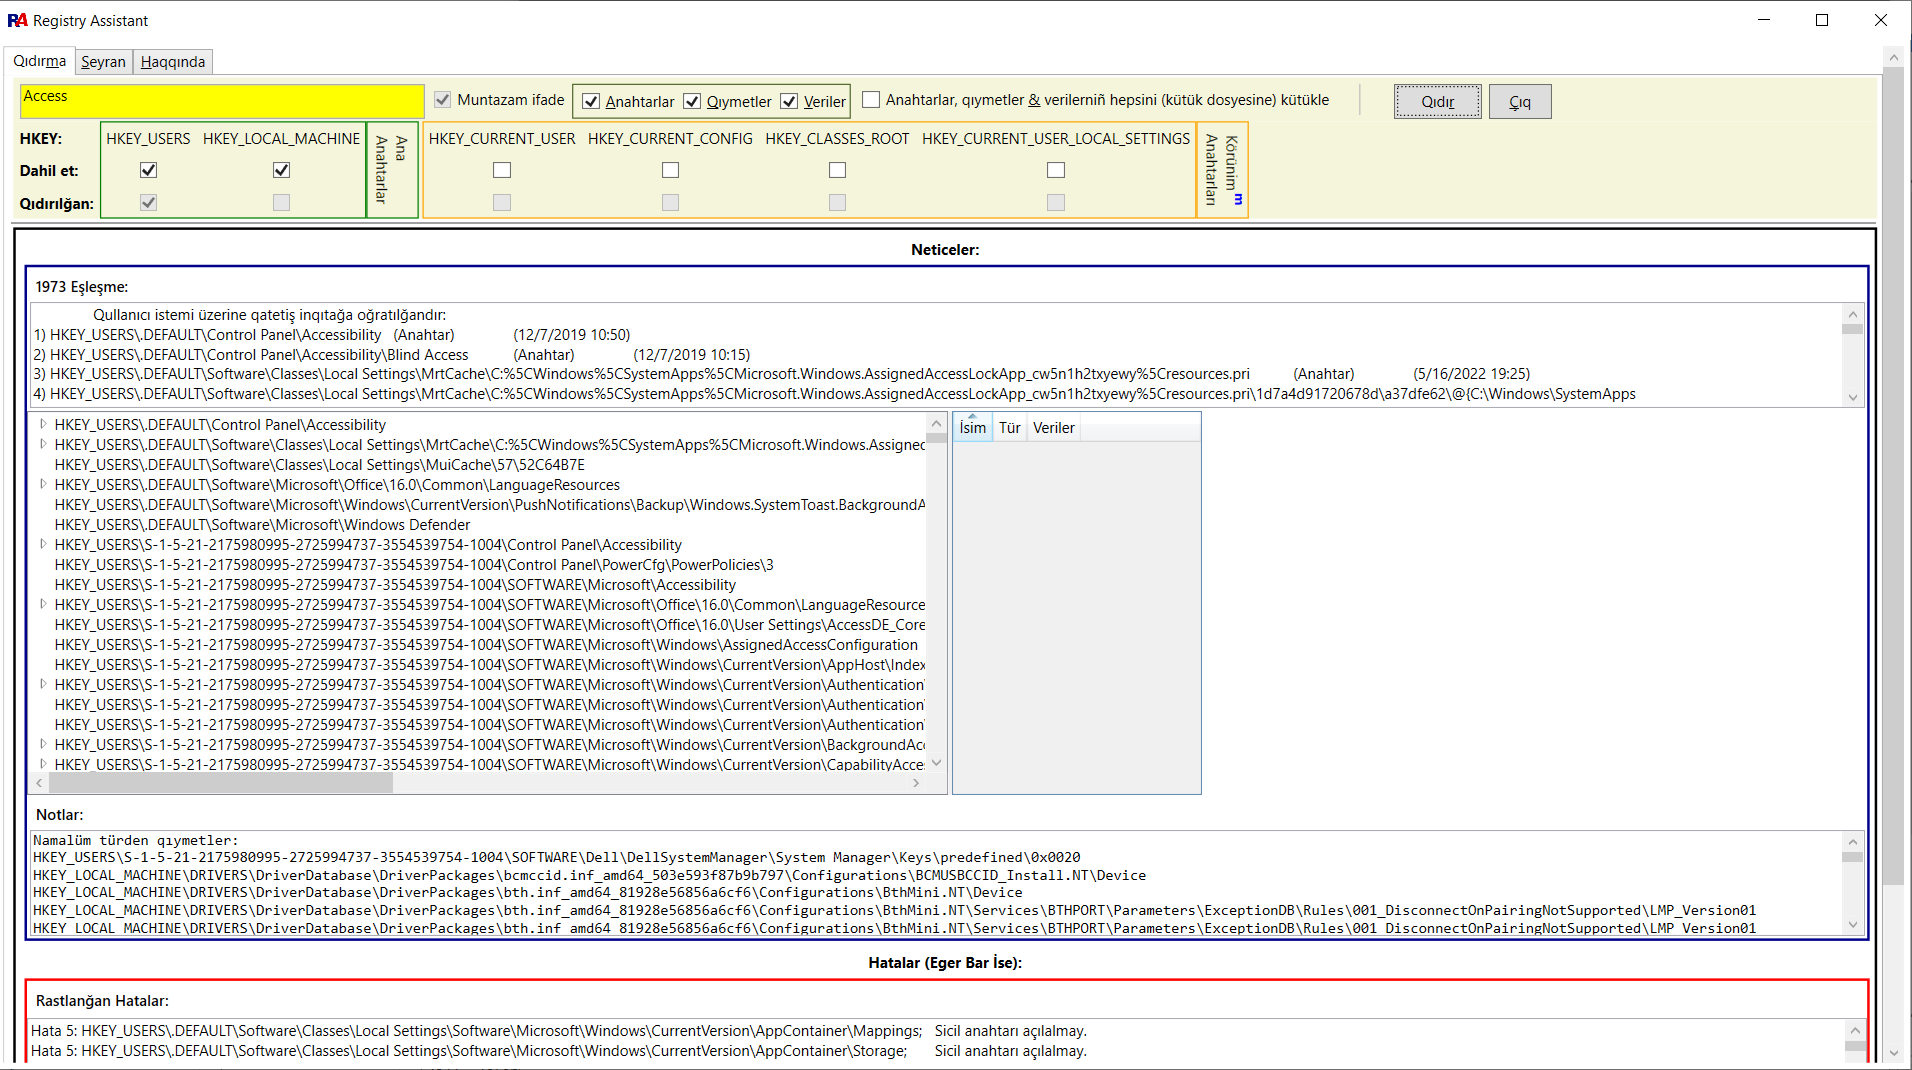 RA Registry Assistant
Qıdırma Seyran Haqqında
Access
Muntazam ifade Anahtarlar Qıymetler Veriler Anahtarlar, qıymetler & verilerniñ hepsini (kütük dosyesine) kütükle Qıdır Çıq
HKEY: HKEY_USERS HKEY_LOCAL_MACHINE Ana Anahtarlar HKEY_CURRENT_USER HKEY_CURRENT_CONFIG HKEY_CLASSES_ROOT HKEY_CURRENT_USER_LOCAL_SETTINGS Körünim Anahtarları m
Dahil et:
Qıdırılğan:
Neticeler:
1973 Eşleşme:
Qullanıcı istemi üzerine qatetiş inqıtağa oğratılğandır:
1) HKEY_USERS\.DEFAULT\Control Panel\Accessibility (Anahtar) (12/7/2019 10:50)
2) HKEY_USERS\.DEFAULT\Control Panel\Accessibility\Blind Access (Anahtar) (12/7/2019 10:15)
3) HKEY_USERS\.DEFAULT\Software\Classes\Local Settings\MrtCache\C:%5CWindows%5CSystemApps%5CMicrosoft.Windows.AssignedAccessLockApp_cw5n1h2txyewy%5Cresources.pri (Anahtar) (5/16/2022 19:25)
4) HKEY_USERS\.DEFAULT\Software\Classes\Local Settings\MrtCache\C:%5CWindows%5CSystemApps%5CMicrosoft.Windows.AssignedAccessLockApp_cw5n1h2txyewy%5Cresources.pri\1d7a4d91720678d\a37dfe62\@{C:\Windows\SystemApps
HKEY_USERS\.DEFAULT\Control Panel\Accessibility
HKEY_USERS\.DEFAULT\Software\Classes\Local Settings\MrtCache\C:%5CWindows%5CSystemApps%5CMicrosoft.Windows.Assigned
HKEY_USERS\.DEFAULT\Software\Classes\Local Settings\MuiCache\57\52C64B7E
HKEY_USERS\.DEFAULT\Software\Microsoft\Office\16.0\Common\LanguageResources
HKEY_USERS\.DEFAULT\Software\Microsoft\Windows\CurrentVersion\PushNotifications\Backup\Windows.SystemToast.BackgroundA
HKEY_USERS\.DEFAULT\Software\Microsoft\Windows Defender
HKEY_USERS\S-1-5-21-2175980995-2725994737-3554539754-1004\Control Panel\Accessibility
HKEY_USERS\S-1-5-21-2175980995-2725994737-3554539754-1004\Control Panel\PowerCfg\PowerPolicies\3
HKEY_USERS\S-1-5-21-2175980995-2725994737-3554539754-1004\SOFTWARE\Microsoft\Accessibility
HKEY_USERS\S-1-5-21-2175980995-2725994737-3554539754-1004\SOFTWARE\Microsoft\Office\16.0\Common\LanguageResource
HKEY_USERS\S-1-5-21-2175980995-2725994737-3554539754-1004\SOFTWARE\Microsoft\Office\16.0\User Settings\AccessDE_Core
HKEY_USERS\S-1-5-21-2175980995-2725994737-3554539754-1004\SOFTWARE\Microsoft\Windows\AssignedAccessConfiguration
HKEY_USERS\S-1-5-21-2175980995-2725994737-3554539754-1004\SOFTWARE\Microsoft\Windows\CurrentVersion\AppHost\Index
HKEY_USERS\S-1-5-21-2175980995-2725994737-3554539754-1004\SOFTWARE\Microsoft\Windows\CurrentVersion\Authentication\
HKEY_USERS\S-1-5-21-2175980995-2725994737-3554539754-1004\SOFTWARE\Microsoft\Windows\CurrentVersion\Authentication\
HKEY_USERS\S-1-5-21-2175980995-2725994737-3554539754-1004\SOFTWARE\Microsoft\Windows\CurrentVersion\Authentication\
HKEY_USERS\S-1-5-21-2175980995-2725994737-3554539754-1004\SOFTWARE\Microsoft\Windows\CurrentVersion\BackgroundAcc
HKEY_USERS\S-1-5-21-2175980995-2725994737-3554539754-1004\SOFTWARE\Microsoft\Windows\CurrentVersion\CapabilityAcce
İsim Tür Veriler
Notlar:
Namalüm türden qıymetler:
HKEY_USERS\S-1-5-21-2175980995-2725994737-3554539754-1004\SOFTWARE\Dell\DellSystemManager\System Manager\Keys\predefined\0x0020
HKEY_LOCAL_MACHINE\DRIVERS\DriverDatabase\DriverPackages\bcmccid.inf_amd64_503e593f87b9b797\Configurations\BCMUSBCCID_Install.NT\Device
HKEY_LOCAL_MACHINE\DRIVERS\DriverDatabase\DriverPackages\bth.inf_amd64_81928e56856a6cf6\Configurations\BthMini.NT\Device
HKEY_LOCAL_MACHINE\DRIVERS\DriverDatabase\DriverPackages\bth.inf_amd64_81928e56856a6cf6\Configurations\BthMini.NT\Services\BTHPORT\Parameters\ExceptionDB\Rules\001_DisconnectOnPairingNotSupported\LMP_Version01
HKEY_LOCAL_MACHINE\DRIVERS\DriverDatabase\DriverPackages\bth.inf_amd64_81928e56856a6cf6\Configurations\BthMini.NT\Services\BTHPORT\Parameters\ExceptionDB\Rules\001_DisconnectOnPairingNotSupported\LMP_Version01
Hatalar (Eger Bar İse):
Rastlanğan Hatalar:
Hata 5: HKEY_USERS\.DEFAULT\Software\Classes\Local Settings\Software\Microsoft\Windows\CurrentVersion\AppContainer\Mappings; Sicil anahtarı açılalmay.
Hata 5: HKEY_USERS\.DEFAULT\Software\Classes\Local Settings\Software\Microsoft\Windows\CurrentVersion\AppContainer\Storage; Sicil anahtarı açılalmay.